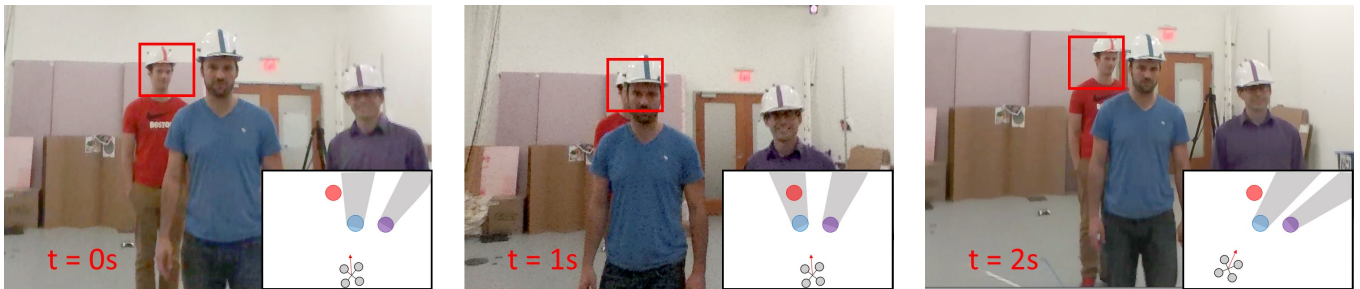 BOSTON
t = 0s
t = 1s
t = 2s